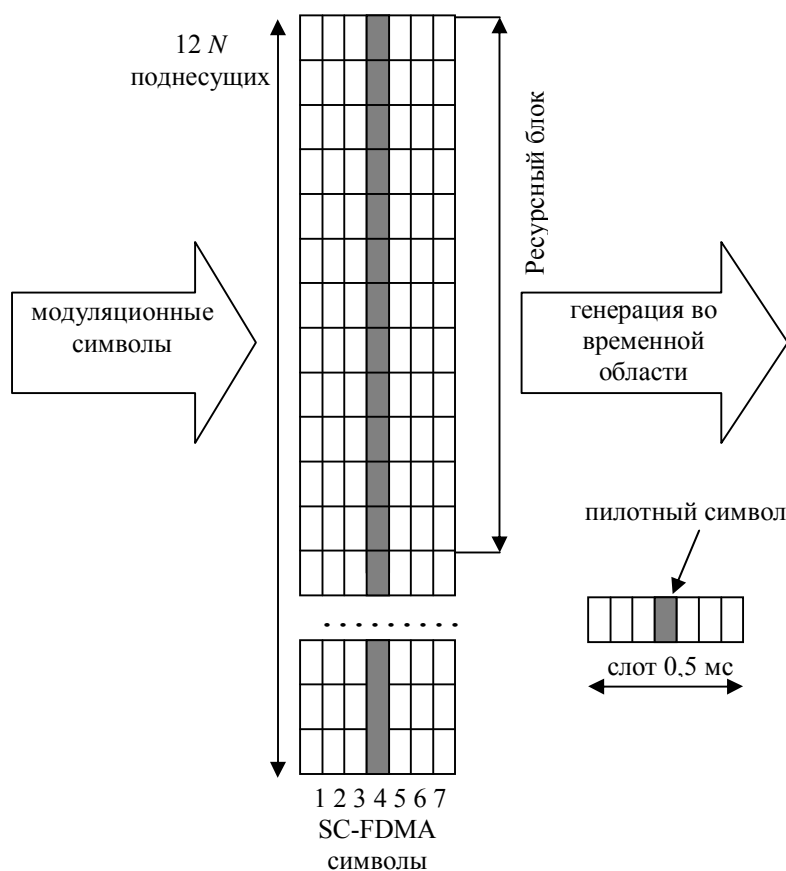 12 N
поднесущих
Ресурсный блок
модуляционные
символы
генерация во
временной
области
пилотный символ
слот 0,5 мс
1 2 3 4 5 6 7
SC-FDMA
символы